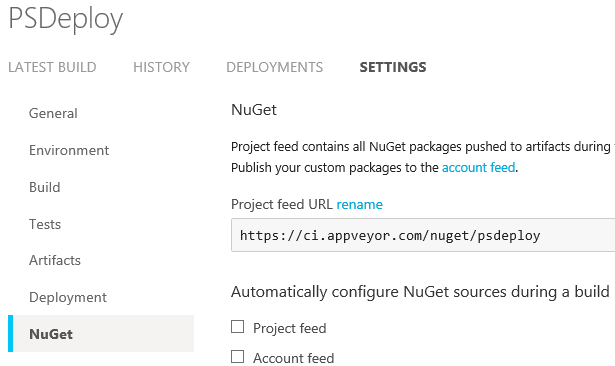 PSDeploy
LATEST BUILD HISTORY DEPLOYMENTS SETTINGS
General
Environment
Build
Tests
Artifacts
Deployment
NuGet
NuGet
Project feed contains all NuGet packages pushed to artifacts during
Publish your custom packages to the account feed.
Project feed URL rename
https://ci.appveyor.com/nuget/psdeploy
Automatically configure NuGet sources during a build
Project feed
Account feed